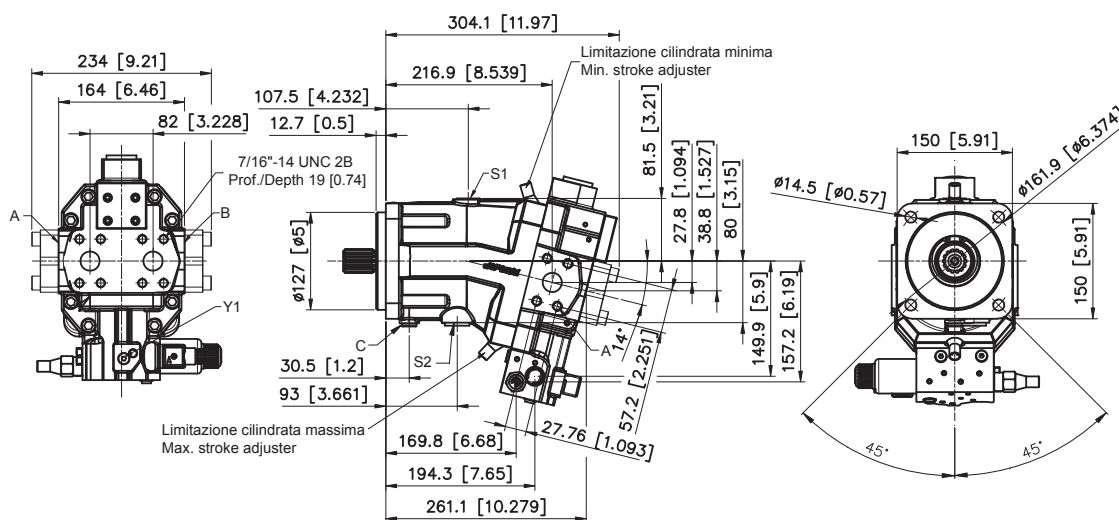 234 [9.21]
164 [6.46]
82 [3.228]
7/16"-14 UNC 2B
Prof./Depth 19 [0.74]
A
B
Y1
304.1 [11.97]
Limitazione cilindrata minima
Min. stroke adjuster
216.9 [8.539]
107.5 [4.232]
12.7 [0.5]
S1
81.5 [3.21]
27.8 [1.094]
38.8 [1.527]
80 [3.15]
ø127 [ø5]
C
S2
A
14°
149.9 [5.9]
157.2 [6.19]
57.2 [2.251]
30.5 [1.2]
93 [3.661]
Limitazione cilindrata massima
Max. stroke adjuster
27.76 [1.093]
169.8 [6.68]
194.3 [7.65]
261.1 [10.279]
150 [5.91]
ø161.9 [ø6.374]
ø14.5 [ø0.57]
150 [5.91]
45°
45°